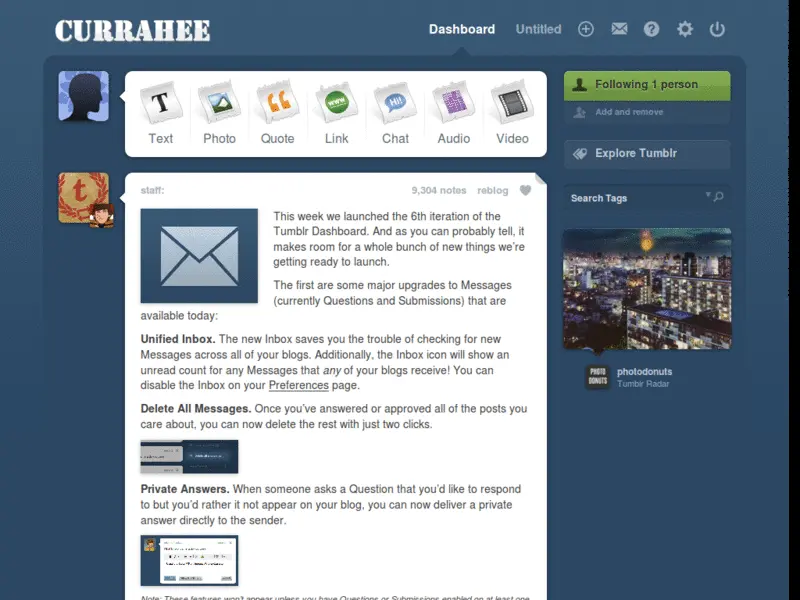 CURRAHEE
Dashboard
Untitled
Text
Photo
Quote
Link
Chat
Audio
Video
Following 1 person
Add and remove
Explore Tumblr
Search Tags
staff:
9,304 notes reblog
This week we launched the 6th iteration of the
Tumblr Dashboard. And as you can probably tell, it
makes room for a whole bunch of new things we're
getting ready to launch.
The first are some major upgrades to Messages
(currently Questions and Submissions) that are
available today:
Unified Inbox. The new Inbox saves you the trouble of checking for new
Messages across all of your blogs. Additionally, the Inbox icon will show an
unread count for any Messages that any of your blogs receive! You can
disable the Inbox on your Preferences page.
Delete All Messages. Once you've answered or approved all of the posts you
care about, you can now delete the rest with just two clicks.
Private Answers. When someone asks a Question that you'd like to respond
to but you'd rather it not appear on your blog, you can now deliver a private
answer directly to the sender.
Note: These features won't appear unless you have Questions or Submissions enabled on at least one
T
WWW
Hi!
t
PHOTO
DONUTS
photodonuts
Tumblr Radar